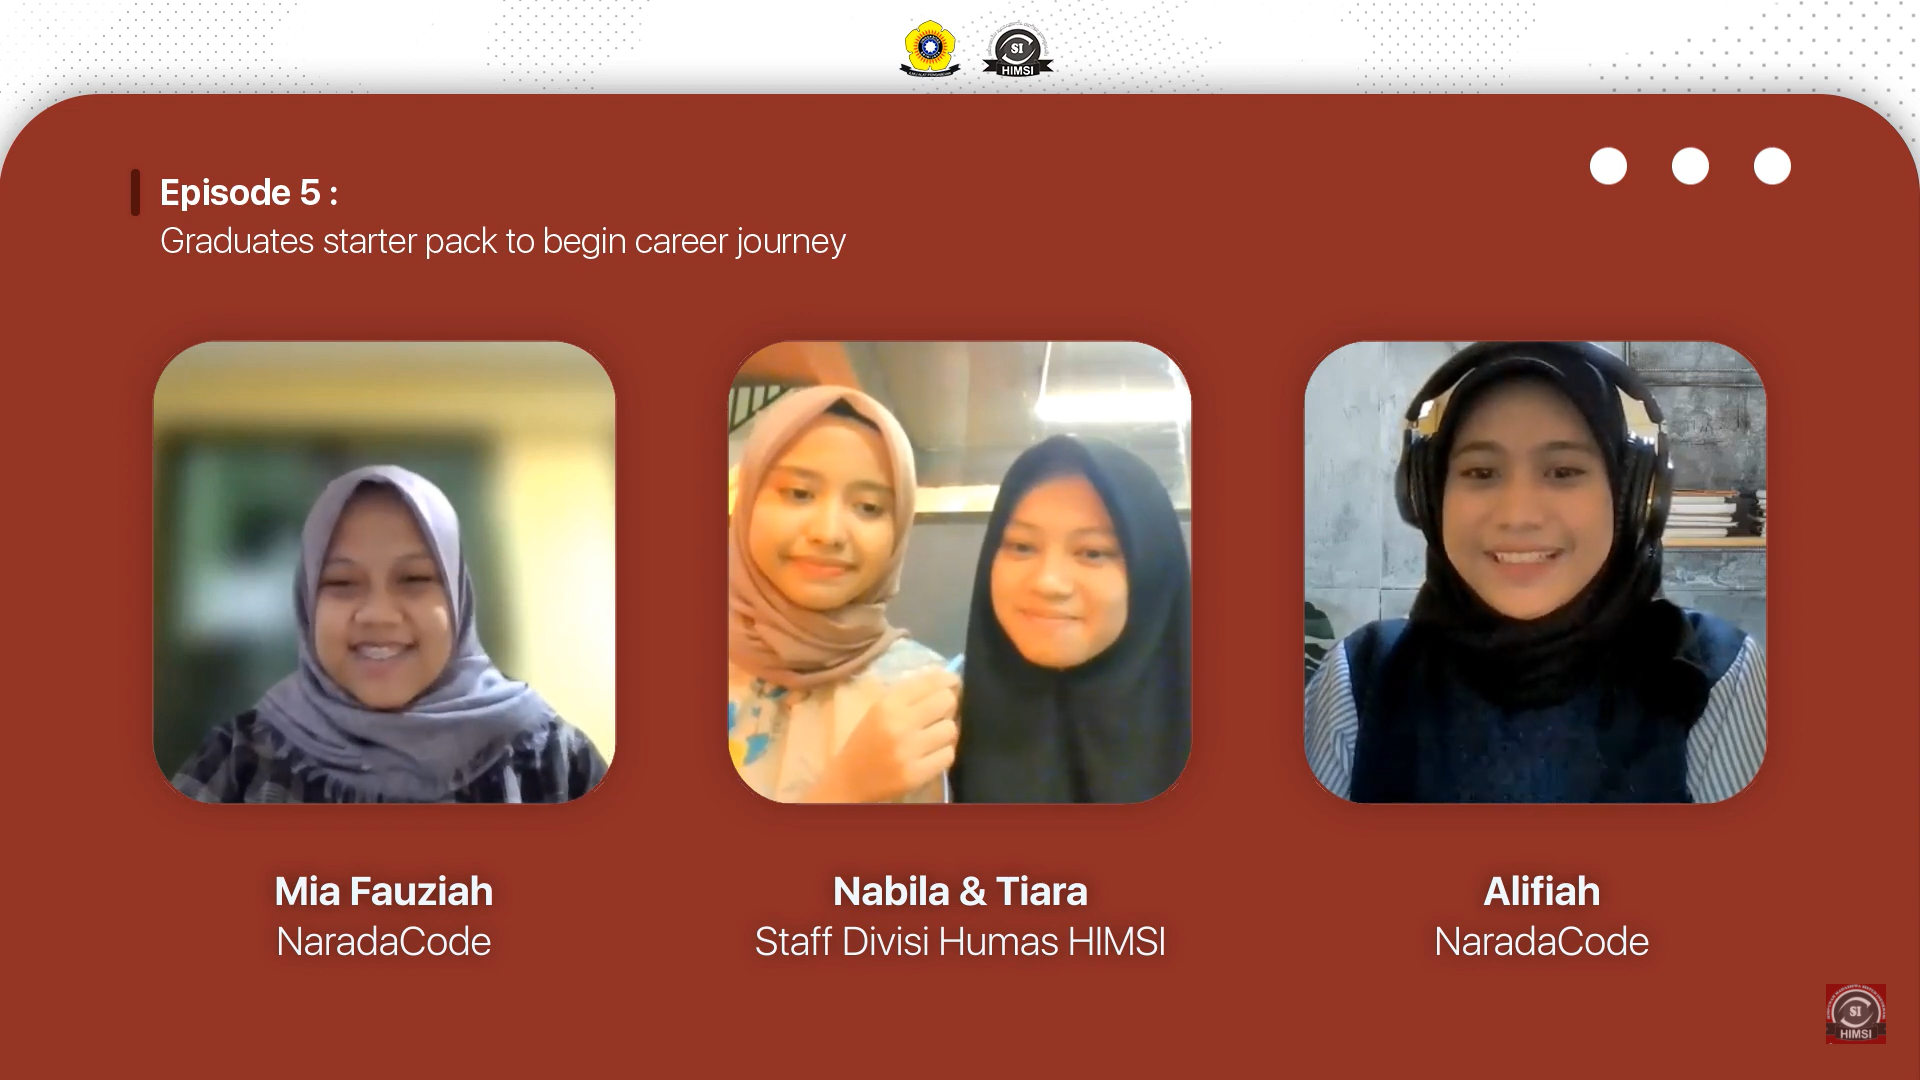 SI
HIMSI
Episode 5 :
Graduates starter pack to begin career journey
Mia Fauziah
NaradaCode
Nabila & Tiara
Staff Divisi Humas HIMSI
Alifiah
NaradaCode
SI
HIMSI